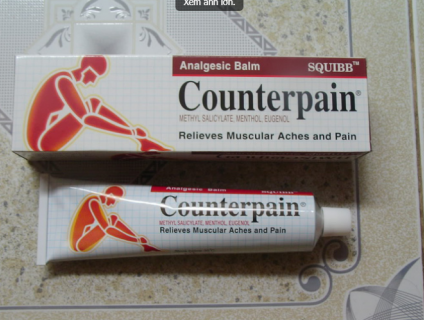 Xem ảnh lớn.
Analgesic Balm SQUIBB™
Counterpain®
METHYL SALICYLATE, MENTHOL, EUGENOL
Relieves Muscular Aches and Pain
Analgesic Balm SQUIBB™
Counterpain®
METHYL SALICYLATE, MENTHOL, EUGENOL
Relieves Muscular Aches and Pain